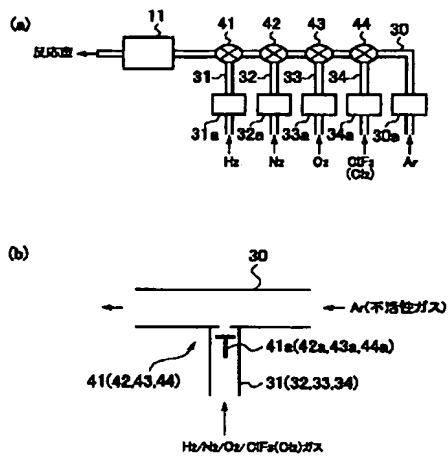 (a)
11
41
42
43
44
30
反応室
31
32
33
34
31a
32a
33a
34a
30a
H2
N2
O2
ClF3
(Cl2)
Ar
(b)
30
Ar(不活性ガス)
41a(42a,43a,44a)
41(42,43,44)
31(32,33,34)
H2/N2/O2/ClF3(Cl2)ガス